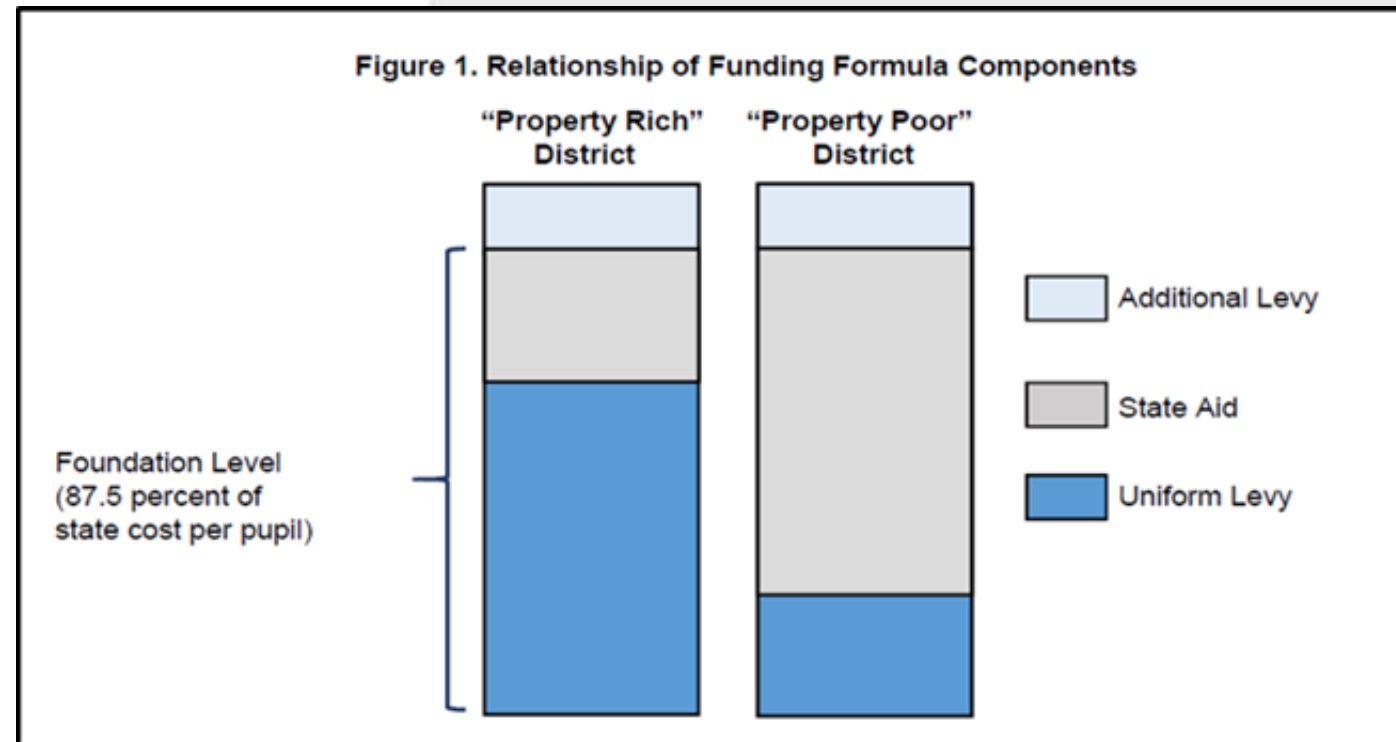 Figure 1. Relationship of Funding Formula Components
“Property Rich”
District
“Property Poor”
District
Additional Levy
State Aid
Uniform Levy
Foundation Level
(87.5 percent of
state cost per pupil)